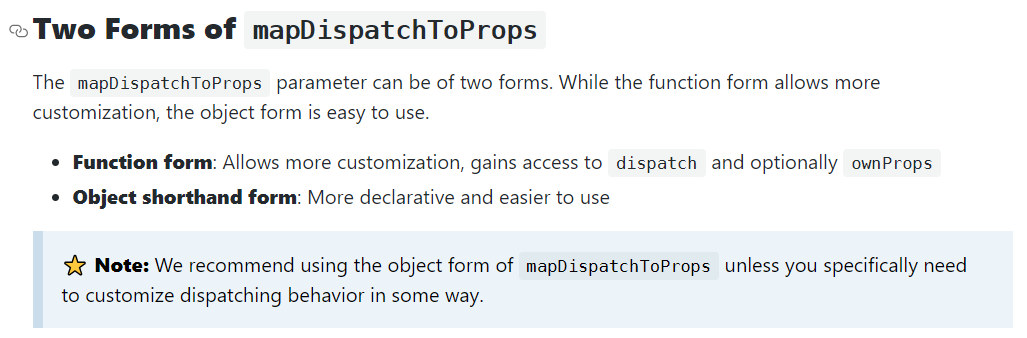 Two Forms of mapDispatchToProps
The mapDispatchToProps parameter can be of two forms. While the function form allows more
customization, the object form is easy to use.
• Function form: Allows more customization, gains access to dispatch and optionally ownProps
• Object shorthand form: More declarative and easier to use
⭐ Note: We recommend using the object form of mapDispatchToProps unless you specifically need
to customize dispatching behavior in some way.